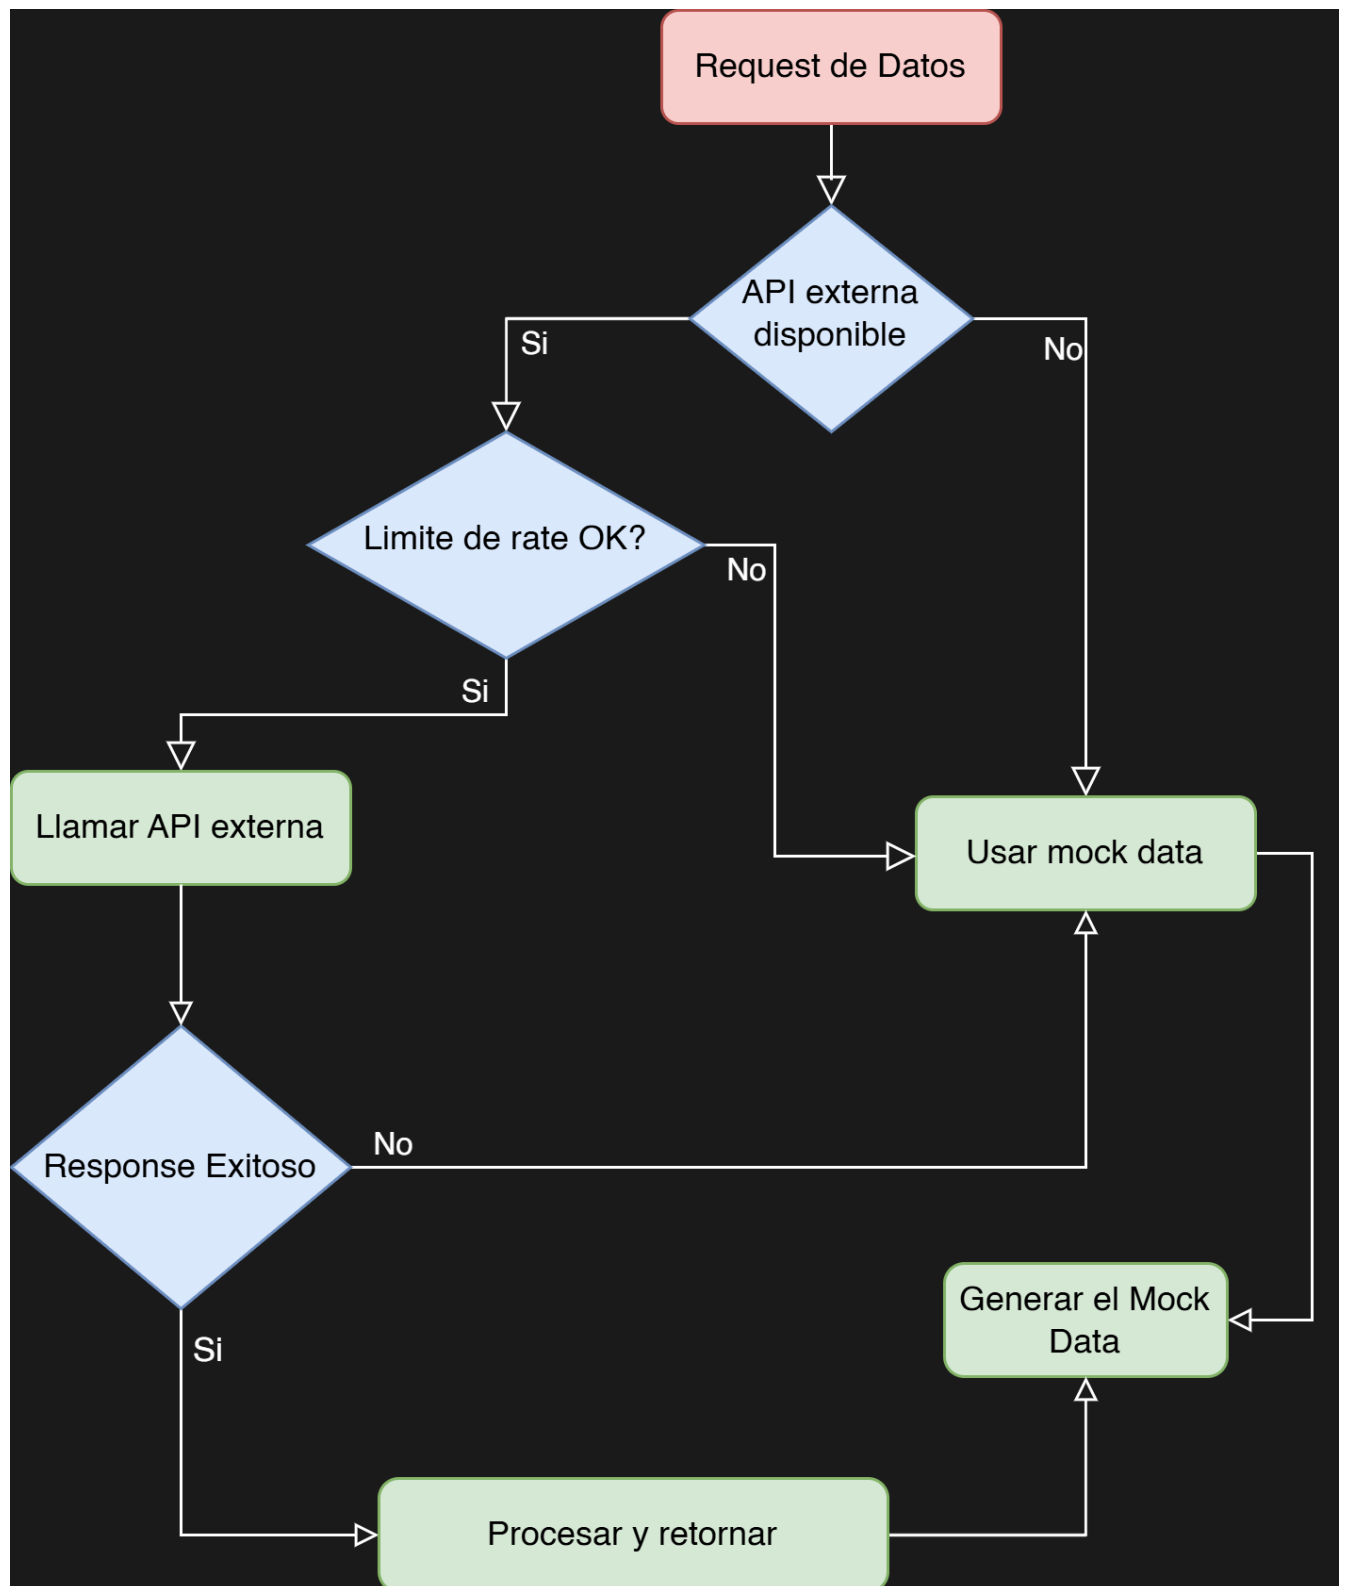 Request de Datos
API externa
disponible
Si
No
Limite de rate OK?
No
Si
Llamar API externa
Usar mock data
Response Exitoso
No
Generar el Mock
Data
Si
Procesar y retornar